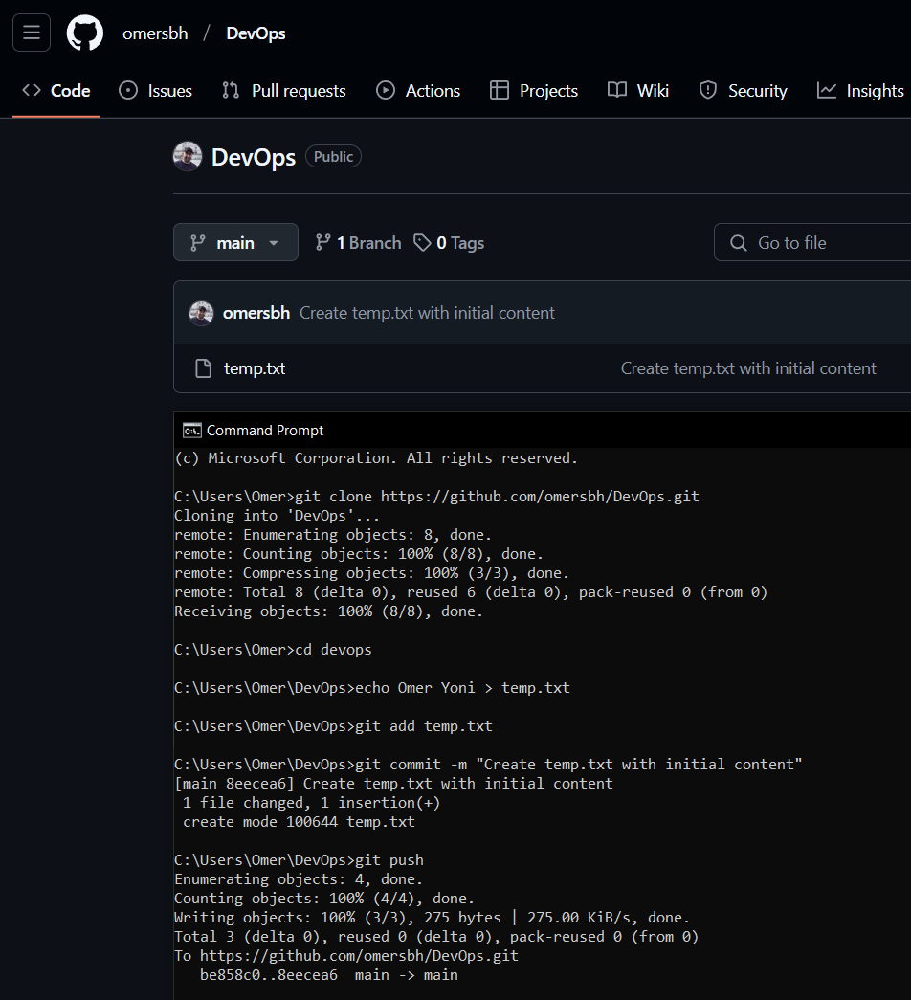 omersbh / DevOps
Code Issues Pull requests Actions Projects Wiki Security Insights
DevOps Public
main 1 Branch 0 Tags Go to file
omersbh Create temp.txt with initial content
temp.txt Create temp.txt with initial content
Command Prompt
(c) Microsoft Corporation. All rights reserved.
C:\Users\Omer>git clone https://github.com/omersbh/DevOps.git
Cloning into 'DevOps'...
remote: Enumerating objects: 8, done.
remote: Counting objects: 100% (8/8), done.
remote: Compressing objects: 100% (3/3), done.
remote: Total 8 (delta 0), reused 6 (delta 0), pack-reused 0 (from 0)
Receiving objects: 100% (8/8), done.
C:\Users\Omer>cd devops
C:\Users\Omer\DevOps>echo Omer Yoni > temp.txt
C:\Users\Omer\DevOps>git add temp.txt
C:\Users\Omer\DevOps>git commit -m "Create temp.txt with initial content"
[main 8eecea6] Create temp.txt with initial content
1 file changed, 1 insertion(+)
create mode 100644 temp.txt
C:\Users\Omer\DevOps>git push
Enumerating objects: 4, done.
Counting objects: 100% (4/4), done.
Writing objects: 100% (3/3), 275 bytes | 275.00 KiB/s, done.
Total 3 (delta 0), reused 0 (delta 0), pack-reused 0 (from 0)
To https://github.com/omersbh/DevOps.git
be858c0..8eecea6 main -> main